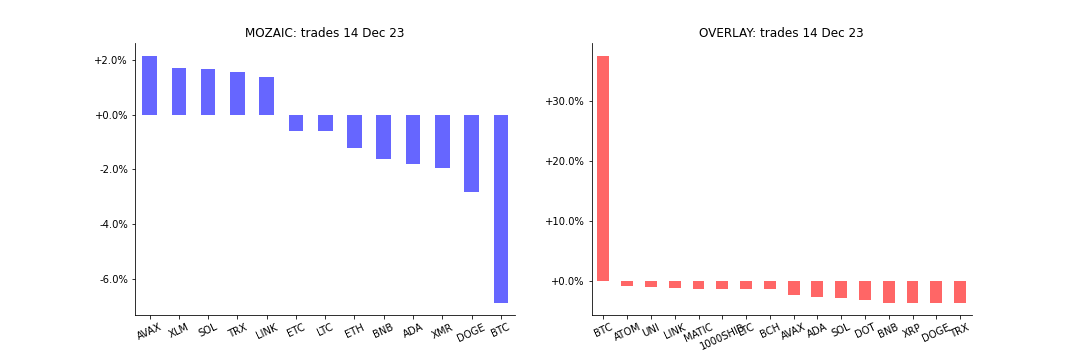 MOZAIC: trades 14 Dec 23
+2.0%
+0.0%
-2.0%
-4.0%
-6.0%
AVAX XLM SOL TRX LINK ETC LTC ETH BNB ADA XMR DOGE BTC
OVERLAY: trades 14 Dec 23
+30.0%
+20.0%
+10.0%
+0.0%
BTC ATOM UNI LINK MATIC 1000SHIB LTC BCH AVAX ADA SOL DOT BNB XRP DOGE TRX